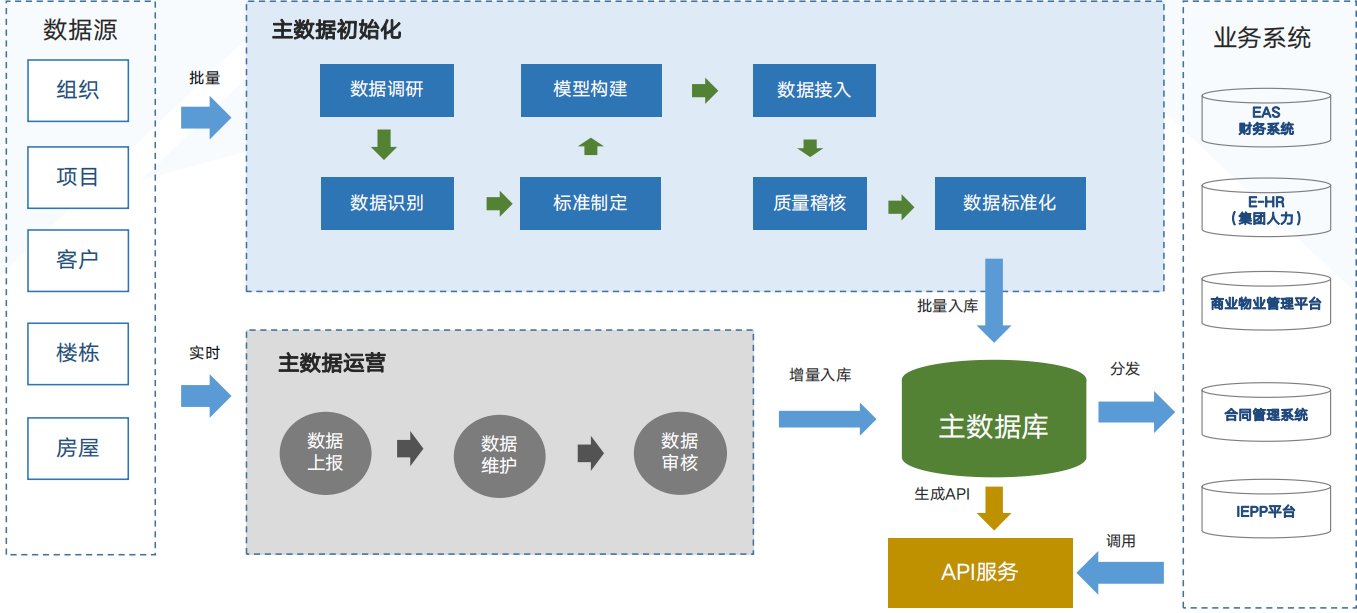 数据源
组织
项目
客户
楼栋
房屋
批量
实时
主数据初始化
数据调研
模型构建
数据接入
数据识别
标准制定
质量稽核
数据标准化
批量入库
主数据运营
数据
上报
数据
维护
数据
审核
增量入库
主数据库
分发
生成API
API服务
调用
业务系统
EAS
财务系统
E-HR
（集团人力）
商业物业管理平台
合同管理系统
IEPP平台